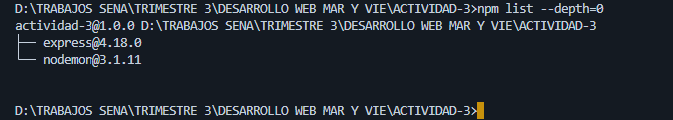 D:\TRABAJOS SENA\TRIMESTRE 3\DESARROLLO WEB MAR Y VIE\ACTIVIDAD-3>npm list --depth=0
actividad-3@1.0.0 D:\TRABAJOS SENA\TRIMESTRE 3\DESARROLLO WEB MAR Y VIE\ACTIVIDAD-3
├── express@4.18.0
└── nodemon@3.1.11
D:\TRABAJOS SENA\TRIMESTRE 3\DESARROLLO WEB MAR Y VIE\ACTIVIDAD-3>